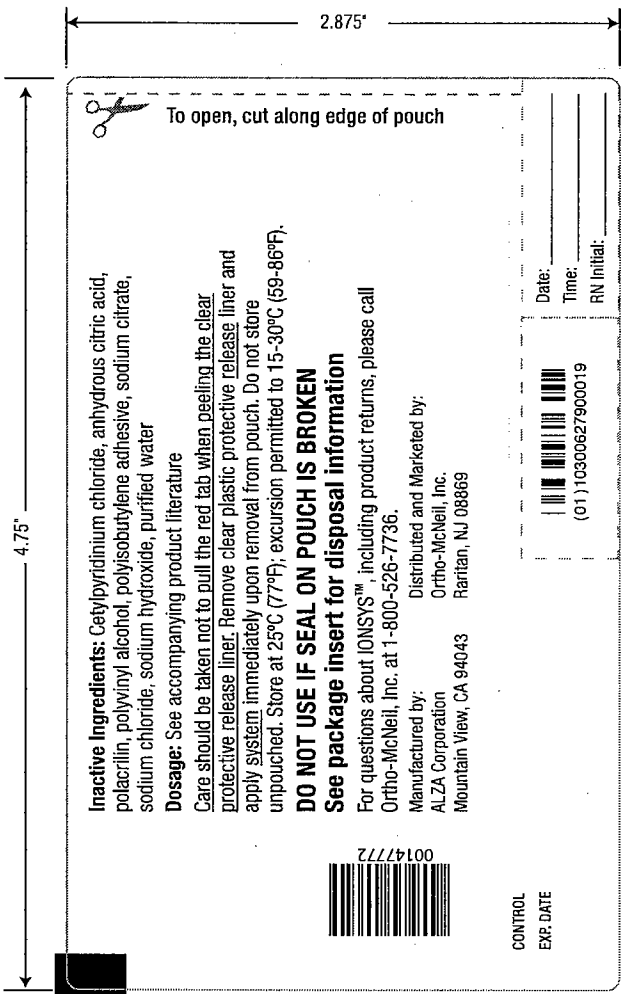 2.875"
4.75"
To open, cut along edge of pouch
Inactive Ingredients: Cetylpyridinium chloride, anhydrous citric acid,
polacrilin, polyvinyl alcohol, polyisobutylene adhesive, sodium citrate,
sodium chloride, sodium hydroxide, purified water
Dosage: See accompanying product literature
Care should be taken not to pull the red tab when peeling the clear
protective release liner. Remove clear plastic protective release liner and
apply system immediately upon removal from pouch. Do not store
unpouched. Store at 25ºC (77ºF); excursion permitted to 15-30ºC (59-86ºF).
DO NOT USE IF SEAL ON POUCH IS BROKEN
See package insert for disposal information
For questions about IONSYS™, including product returns, please call
Ortho-McNeil, Inc. at 1-800-526-7736.
Manufactured by:
ALZA Corporation
Mountain View, CA 94043
Distributed and Marketed by:
Ortho-McNeil, Inc.
Raritan, NJ 08869
00147772
CONTROL
EXP. DATE
(01)10300627900019
Date:
Time:
RN Initial: